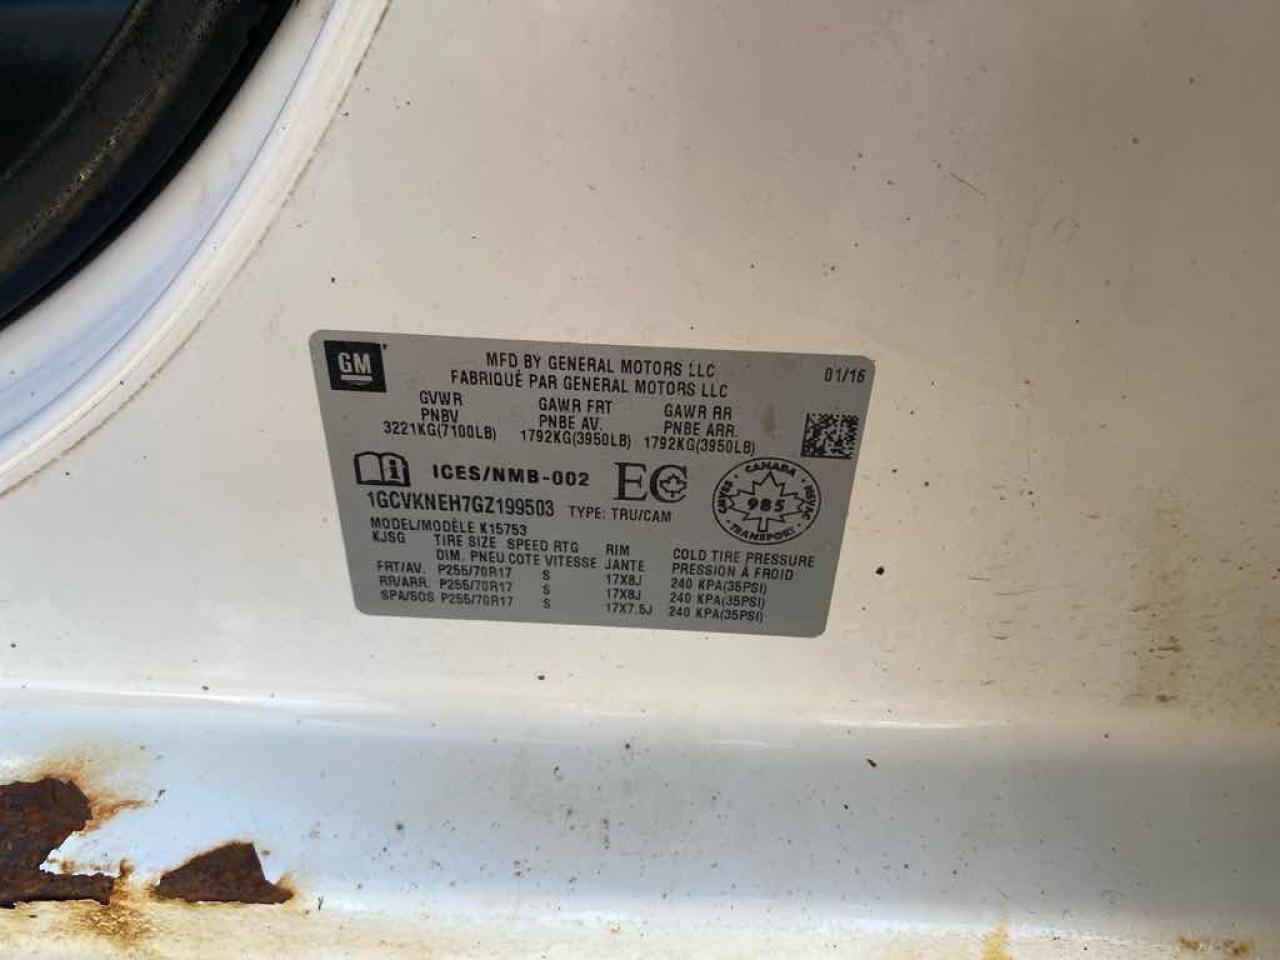 GM
MFD BY GENERAL MOTORS LLC
01/16
FABRIQUÉ PAR GENERAL MOTORS LLC
GVWR GAWR FRT GAWR RR
PNBV PNBE AV. PNBE ARR.
3221KG(7100LB) 1792KG(3950LB) 1792KG(3950LB)
ICES/NMB-002 EC
CANADA
CMVSS 985 NSVAC
TRANSPORT
1GCVKNEH7GZ199503 TYPE: TRU/CAM
MODEL/MODÈLE K15753
KJSG TIRE SIZE SPEED RTG RIM COLD TIRE PRESSURE
DIM. PNEU COTE VITESSE JANTE PRESSION À FROID
FRT/AV. P255/70R17 S 17X8J 240 KPA(35PSI)
RR/ARR. P255/70R17 S 17X8J 240 KPA(35PSI)
SPA/SOS P255/70R17 S 17X7.5J 240 KPA(35PSI)